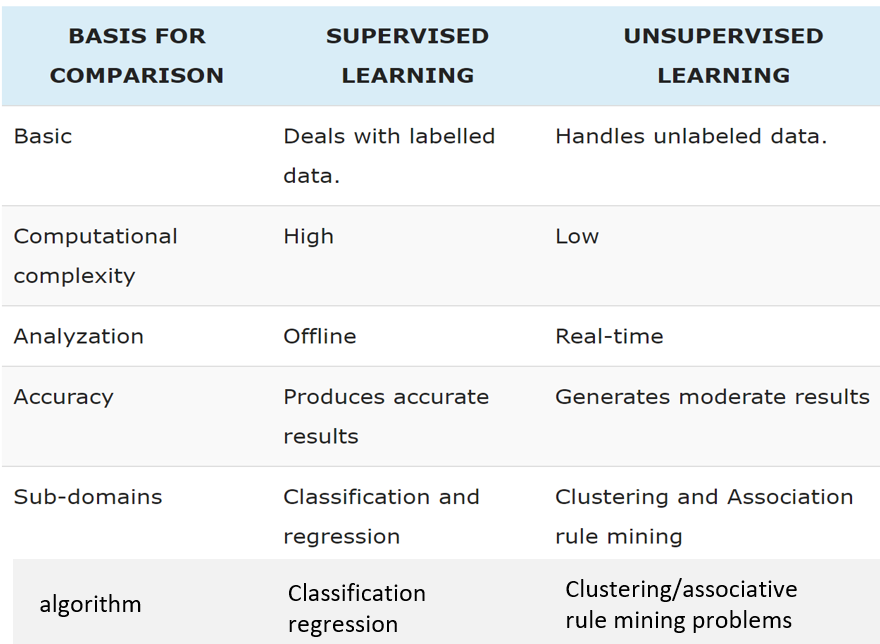 BASIS FOR COMPARISON SUPERVISED LEARNING UNSUPERVISED LEARNING
Basic Deals with labelled data. Handles unlabeled data.
Computational complexity High Low
Analyzation Offline Real-time
Accuracy Produces accurate results Generates moderate results
Sub-domains Classification and regression Clustering and Association rule mining
algorithm Classification regression Clustering/associative rule mining problems